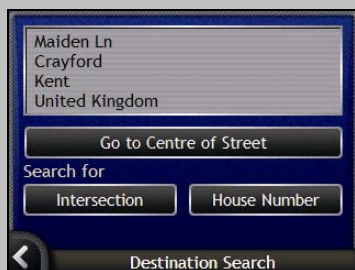 Maiden Ln
Crayford
Kent
United Kingdom
Go to Centre of Street
Search for
Intersection House Number
Destination Search